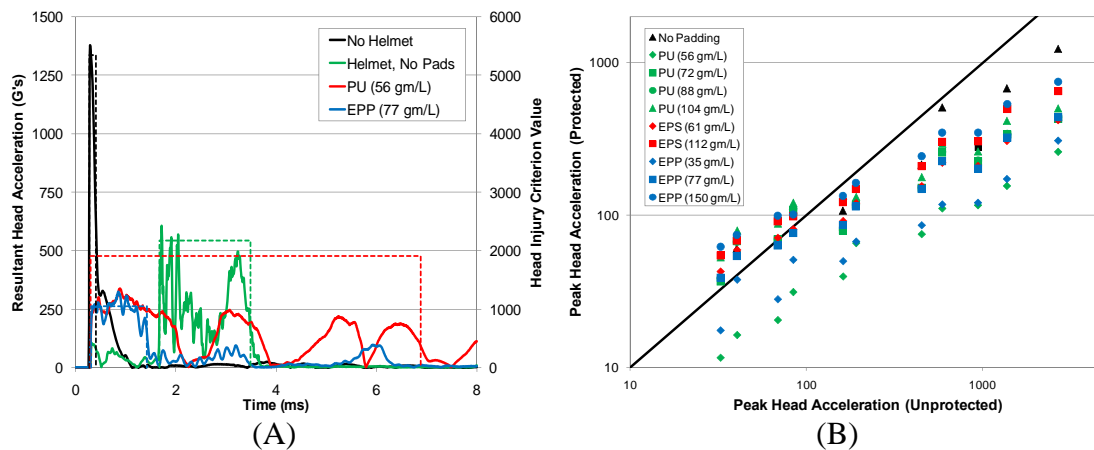 1500
1250
1000
750
500
250
0
Resultant Head Acceleration (G's)
0
2
4
6
8
Time (ms)
6000
5000
4000
3000
2000
1000
0
Head Injury Criterion Value
No Helmet
Helmet, No Pads
PU (56 gm/L)
EPP (77 gm/L)
(A)
1000
100
10
Peak Head Acceleration (Protected)
10
100
1000
Peak Head Acceleration (Unprotected)
No Padding
PU (56 gm/L)
PU (72 gm/L)
PU (88 gm/L)
PU (104 gm/L)
EPS (61 gm/L)
EPS (112 gm/L)
EPP (35 gm/L)
EPP (77 gm/L)
EPP (150 gm/L)
(B)